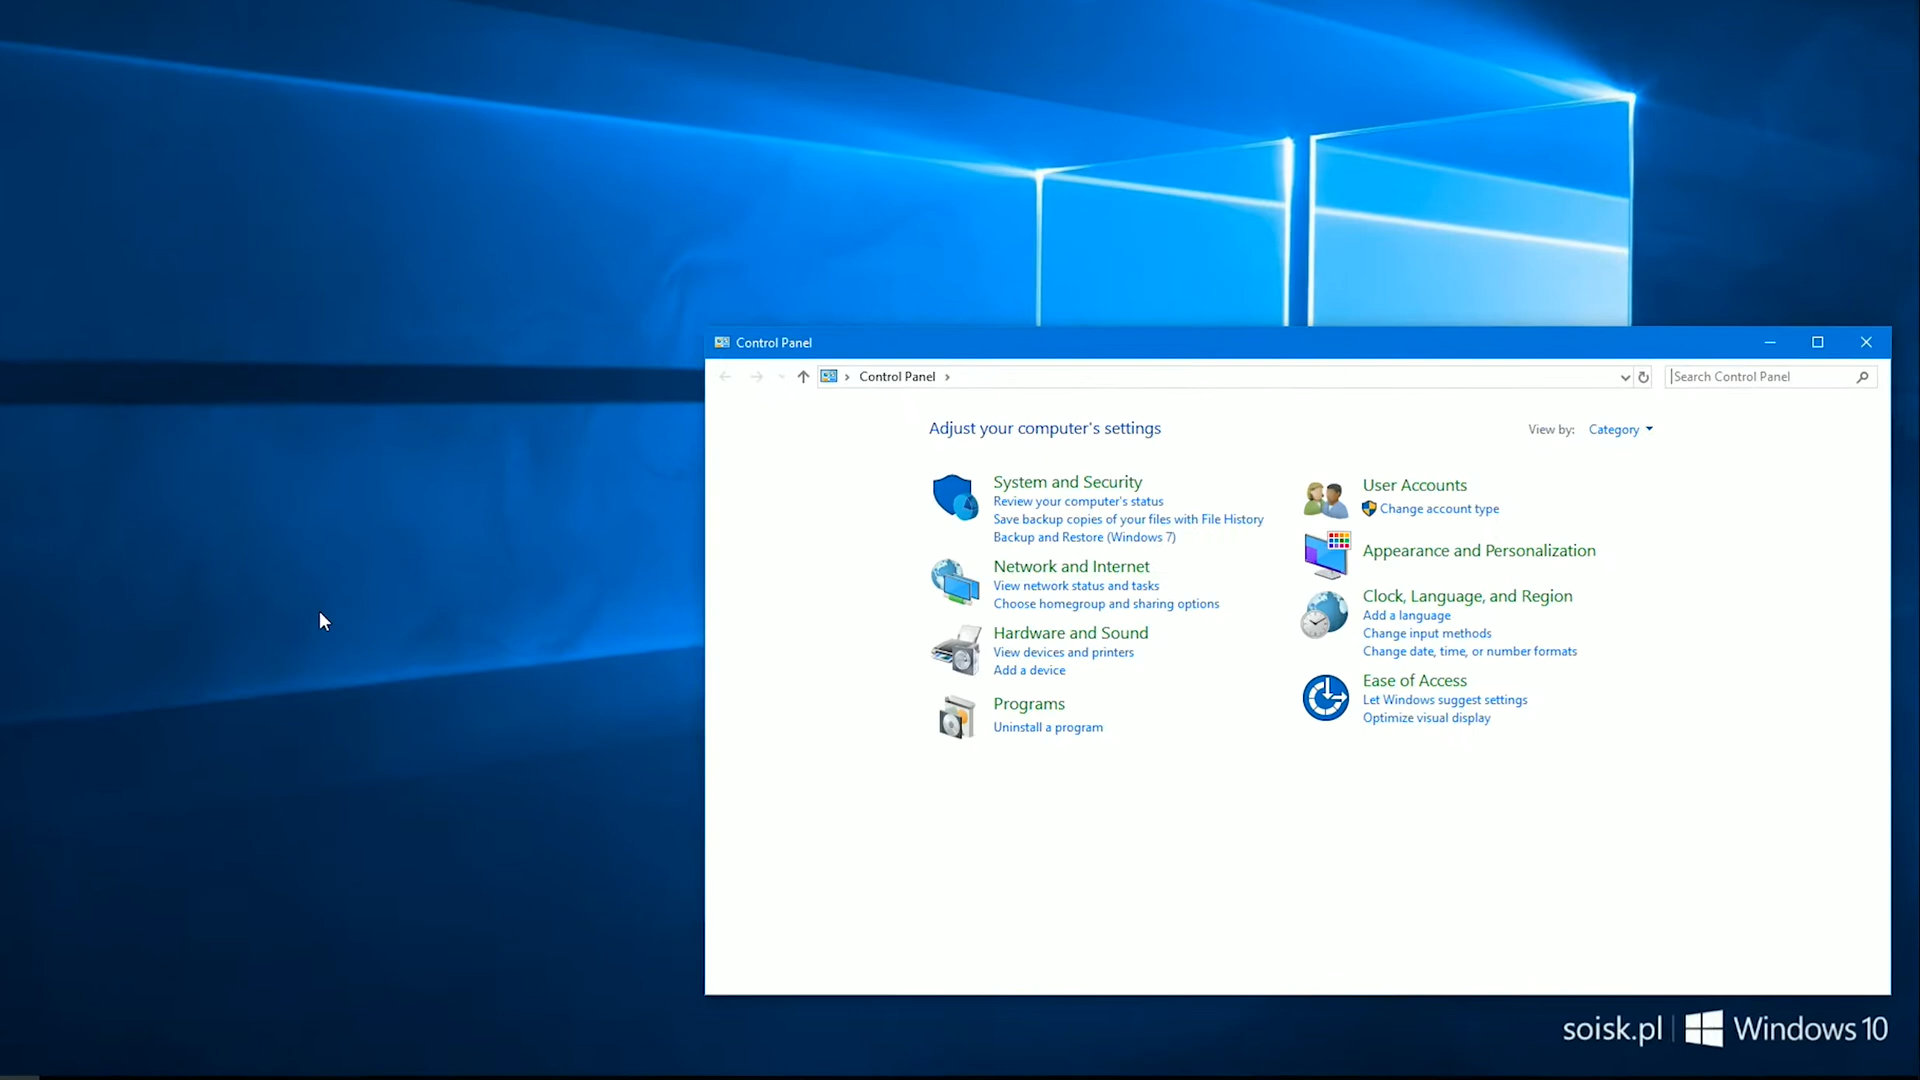 Control Panel
Control Panel
Search Control Panel
Adjust your computer's settings
View by: Category
System and Security
Review your computer's status
Save backup copies of your files with File History
Backup and Restore (Windows 7)
Network and Internet
View network status and tasks
Choose homegroup and sharing options
Hardware and Sound
View devices and printers
Add a device
Programs
Uninstall a program
User Accounts
Change account type
Appearance and Personalization
Clock, Language, and Region
Add a language
Change input methods
Change date, time, or number formats
Ease of Access
Let Windows suggest settings
Optimize visual display
soisk.pl | Windows 10